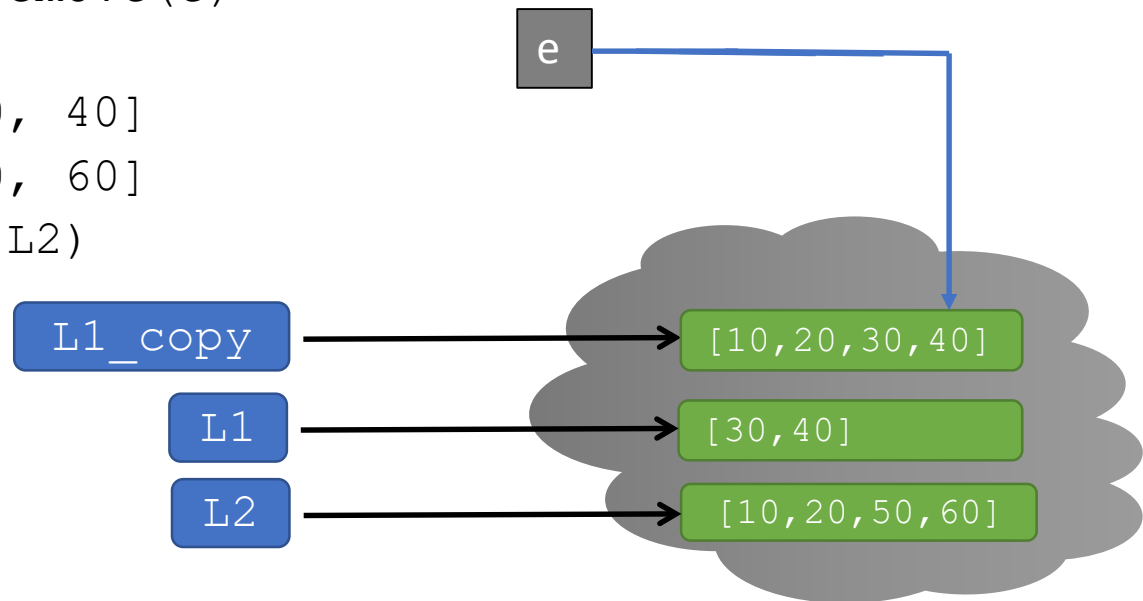 e
, 40]
, 60]
L2)
L1_copy
[10,20,30,40]
L1
[30,40]
L2
[10,20,50,60]